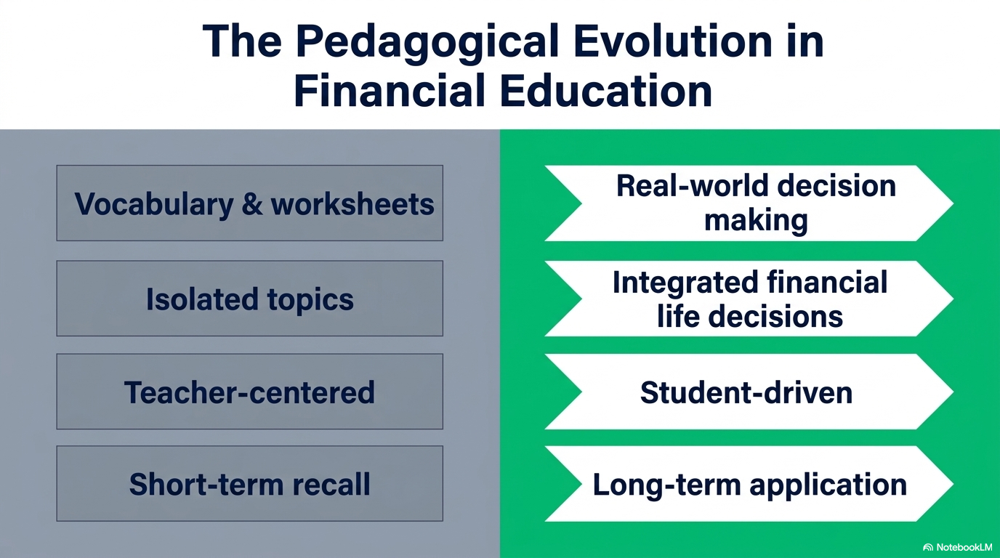 The Pedagogical Evolution in
Financial Education
Vocabulary & worksheets
Real-world decision
making
Isolated topics
Integrated financial
life decisions
Teacher-centered
Student-driven
Short-term recall
Long-term application
NotebookLM